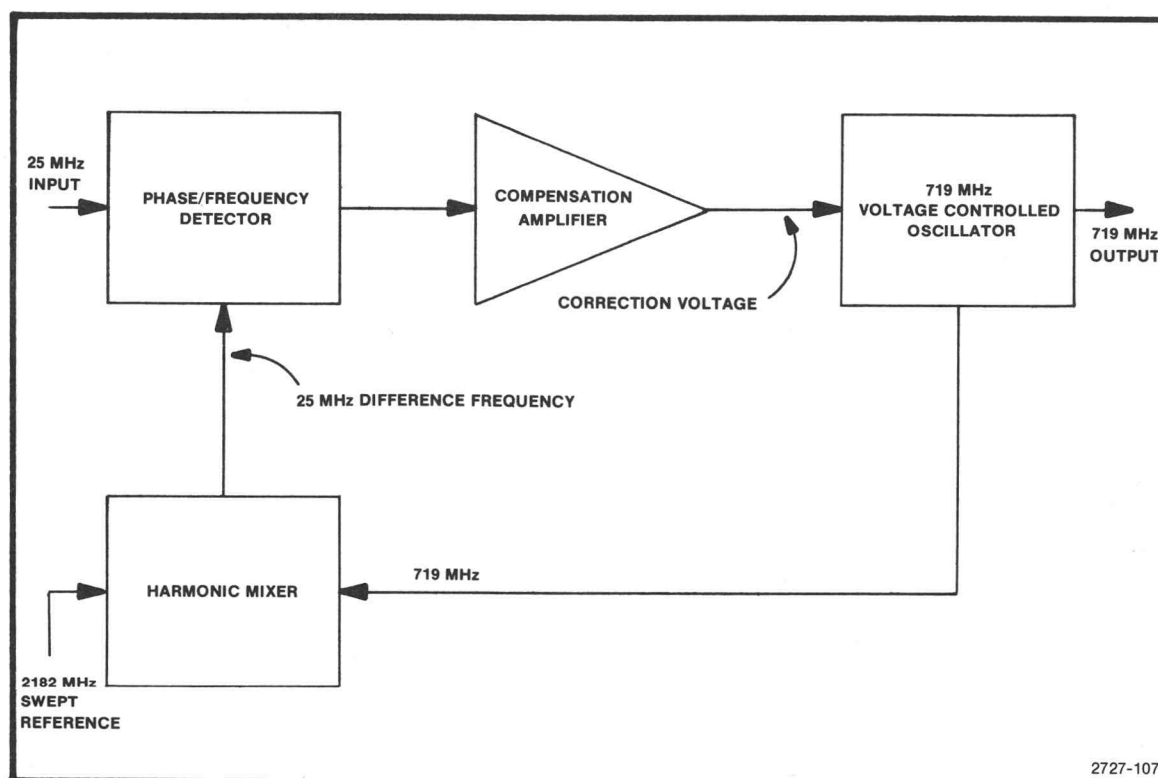 25 MHz
INPUT
PHASE/FREQUENCY
DETECTOR
COMPENSATION
AMPLIFIER
719 MHz
VOLTAGE CONTROLLED
OSCILLATOR
719 MHz
OUTPUT
CORRECTION VOLTAGE
25 MHz DIFFERENCE FREQUENCY
HARMONIC MIXER
719 MHz
2182 MHz
SWEPT
REFERENCE
2727-107